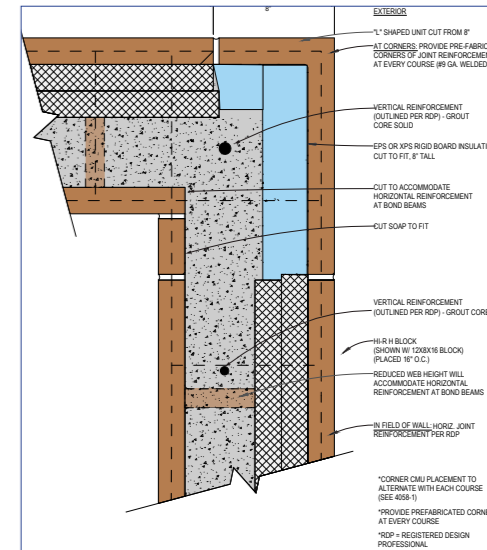 8"
EXTERIOR
"L" SHAPED UNIT CUT FROM 8"
AT CORNERS: PROVIDE PRE-FABRIC
CORNERS OF JOINT REINFORCEMEN
AT EVERY COURSE (#9 GA. WELDED
VERTICAL REINFORCEMENT
(OUTLINED PER RDP) - GROUT
CORE SOLID
EPS OR XPS RIGID BOARD INSULATI
CUT TO FIT, 8" TALL
CUT TO ACCOMMODATE
HORIZONTAL REINFORCEMENT
AT BOND BEAMS
CUT SOAP TO FIT
VERTICAL REINFORCEMENT
(OUTLINED PER RDP) - GROUT CORE
HI-R H BLOCK
(SHOWN W/ 12X8X16 BLOCK)
(PLACED 16" O.C.)
REDUCED WEB HEIGHT WILL
ACCOMMODATE HORIZONTAL
REINFORCEMENT AT BOND BEAMS
IN FIELD OF WALL: HORIZ. JOINT
REINFORCEMENT PER RDP
*CORNER CMU PLACEMENT TO
ALTERNATE WITH EACH COURSE
(SEE 4058-1)
*PROVIDE PREFABRICATED CORNE
AT EVERY COURSE
*RDP = REGISTERED DESIGN
PROFESSIONAL